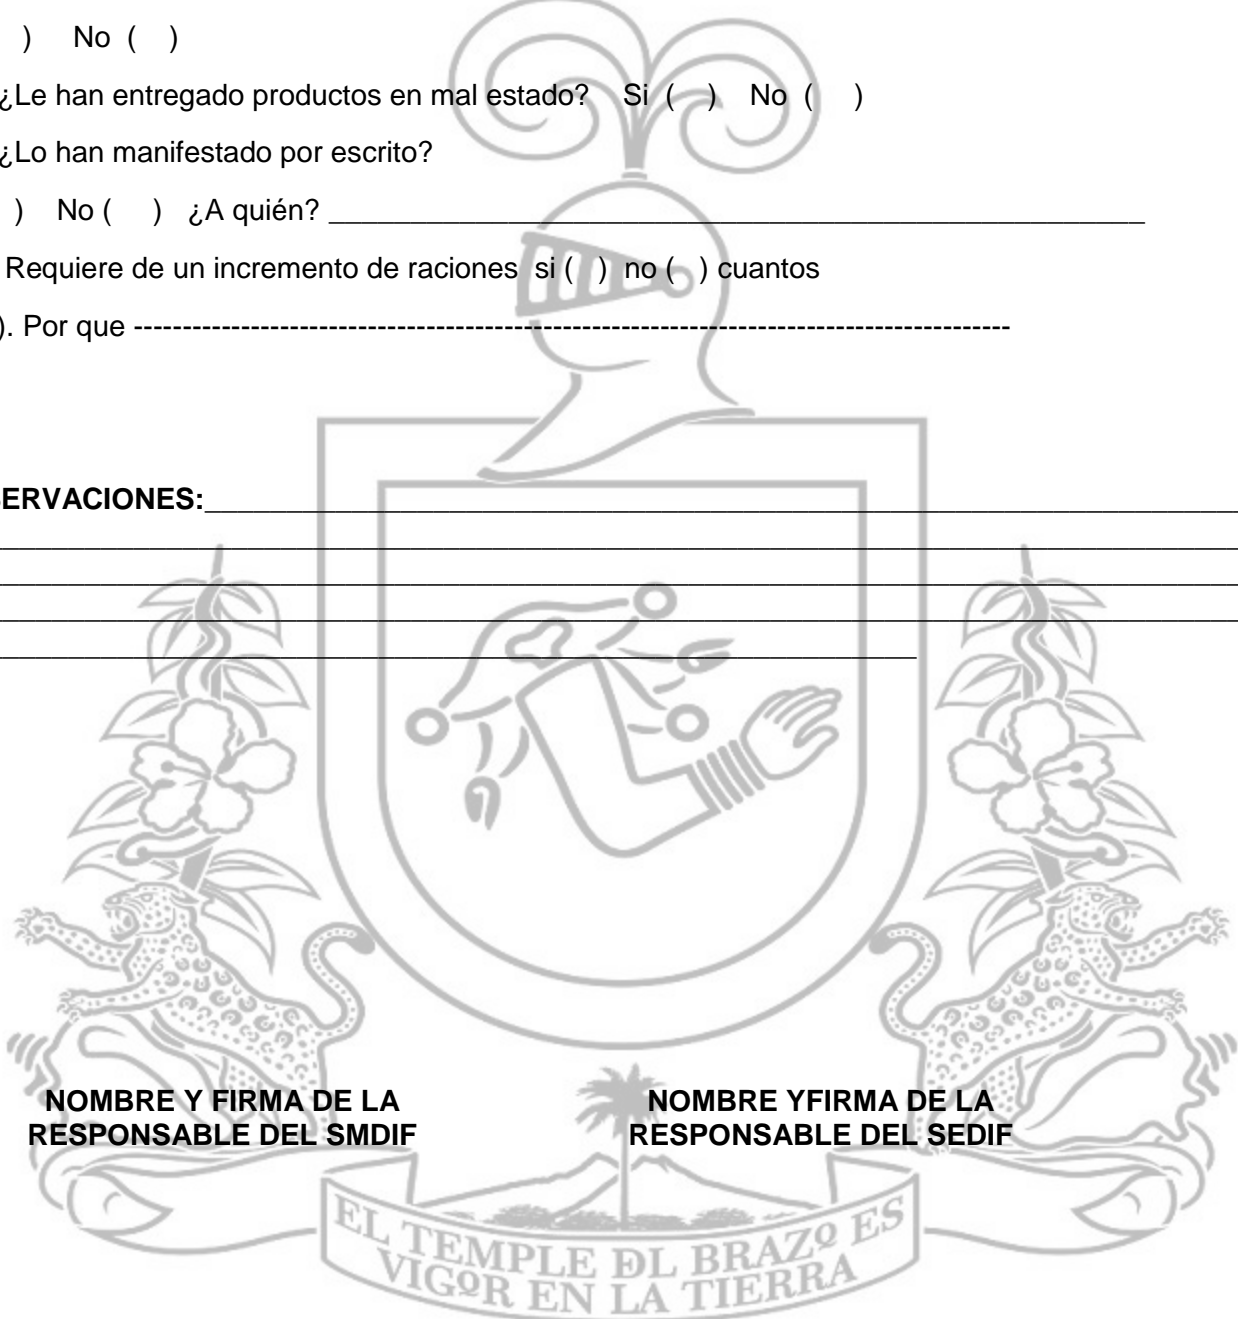 ) No ( )
¿Le han entregado productos en mal estado? Si ( ) No ( )
¿Lo han manifestado por escrito?
) No ( ) ¿A quién? ____________________________________________________
Requiere de un incremento de raciones si ( ) no ( ) cuantos
). Por que ------------------------------------------------------------------------------------------
ERVACIONES:____________________________________________________________________
NOMBRE Y FIRMA DE LA NOMBRE YFIRMA DE LA
RESPONSABLE DEL SMDIF RESPONSABLE DEL SEDIF
EL TEMPLE DL BRAZO ES
VIGOR EN LA TIERRA